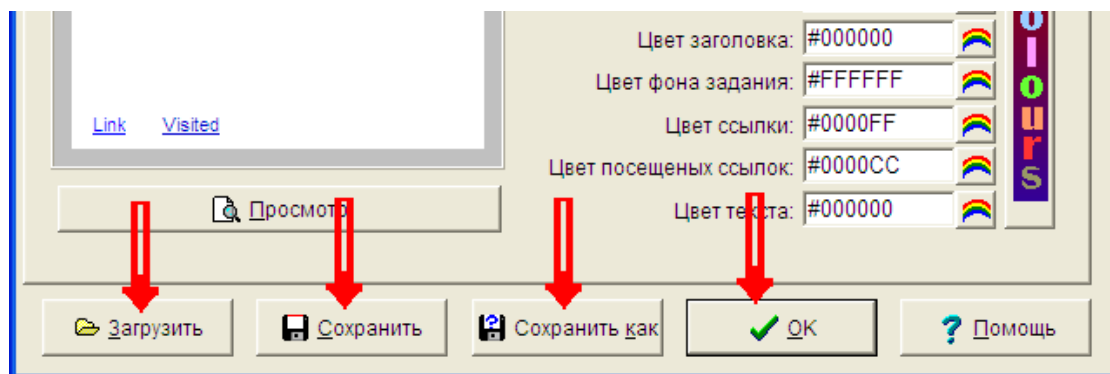 Цвет заголовка: #000000
Цвет фона задания: #FFFFFF
Link Visited
Цвет ссылки: #0000FF
Цвет посещеных ссылок: #0000CC
Просмотр
Цвет текста: #000000
olours
Загрузить
Сохранить
Сохранить как
OK
Помощь